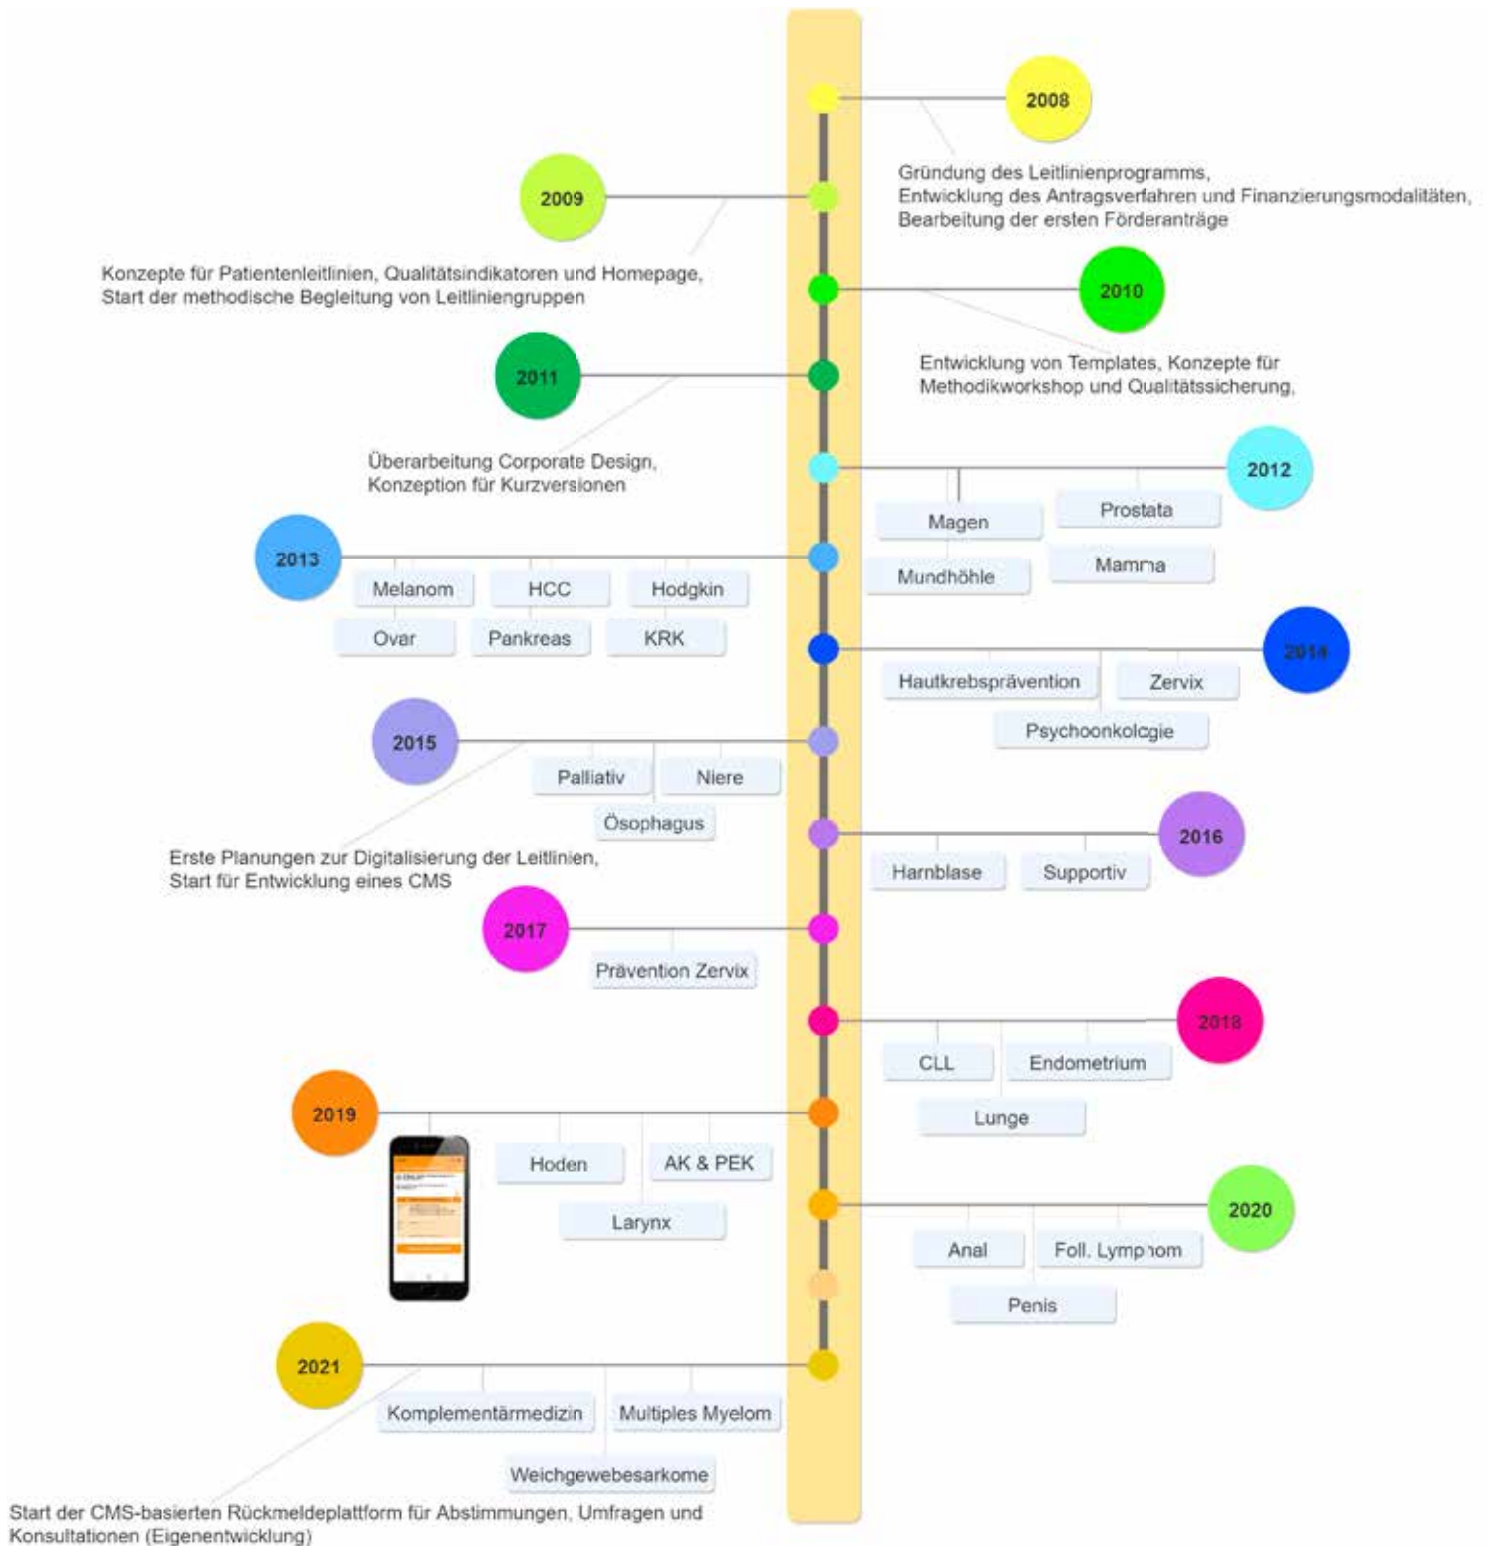 2008
Gründung des Leitlinienprogramms,
Entwicklung des Antragsverfahren und Finanzierungsmodalitäten,
Bearbeitung der ersten Förderanträge
2009
Konzepte für Patientenleitlinien, Qualitätsindikatoren und Homepage,
Start der methodische Begleitung von Leitliniengruppen
2010
Entwicklung von Templates, Konzepte für
Methodikworkshop und Qualitätssicherung,
2011
Überarbeitung Corporate Design,
Konzeption für Kurzversionen
2012
Magen
Prostata
Mundhöhle
Mamma
2013
Melanom
HCC
Hodgkin
Ovar
Pankreas
KRK
2014
Hautkrebsprävention
Zervix
Psychoonkologie
2015
Palliativ
Niere
Ösophagus
Erste Planungen zur Digitalisierung der Leitlinien,
Start für Entwicklung eines CMS
2016
Harnblase
Supportiv
2017
Prävention Zervix
2018
CLL
Endometrium
Lunge
2019
Hoden
AK & PEK
Larynx
2020
Anal
Foll. Lymphom
Penis
2021
Komplementärmedizin
Multiples Myelom
Weichgewebesarkome
Start der CMS-basierten Rückmeldeplattform für Abstimmungen, Umfragen und
Konsultationen (Eigenentwicklung)